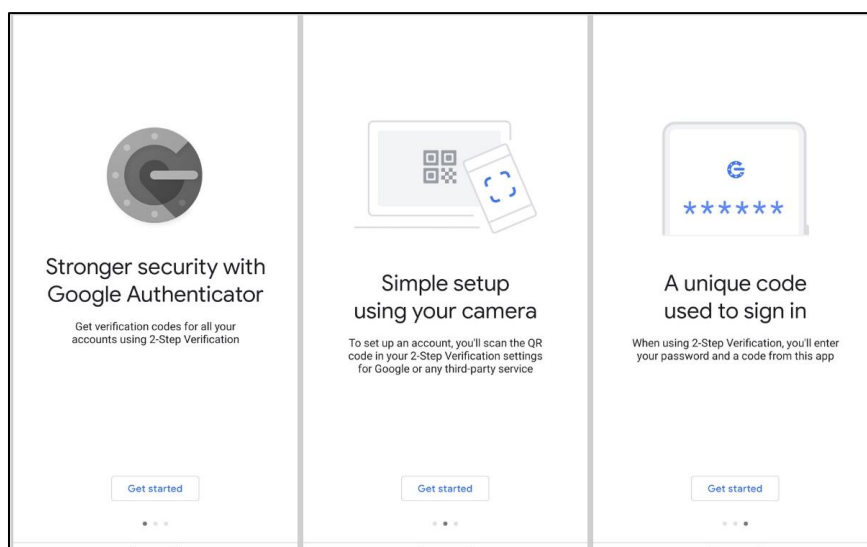 Stronger security with
Google Authenticator
Get verification codes for all your
accounts using 2-Step Verification
Get started
Simple setup
using your camera
To set up an account, you'll scan the QR
code in your 2-Step Verification settings
for Google or any third-party service
Get started
******
A unique code
used to sign in
When using 2-Step Verification, you'll enter
your password and a code from this app
Get started